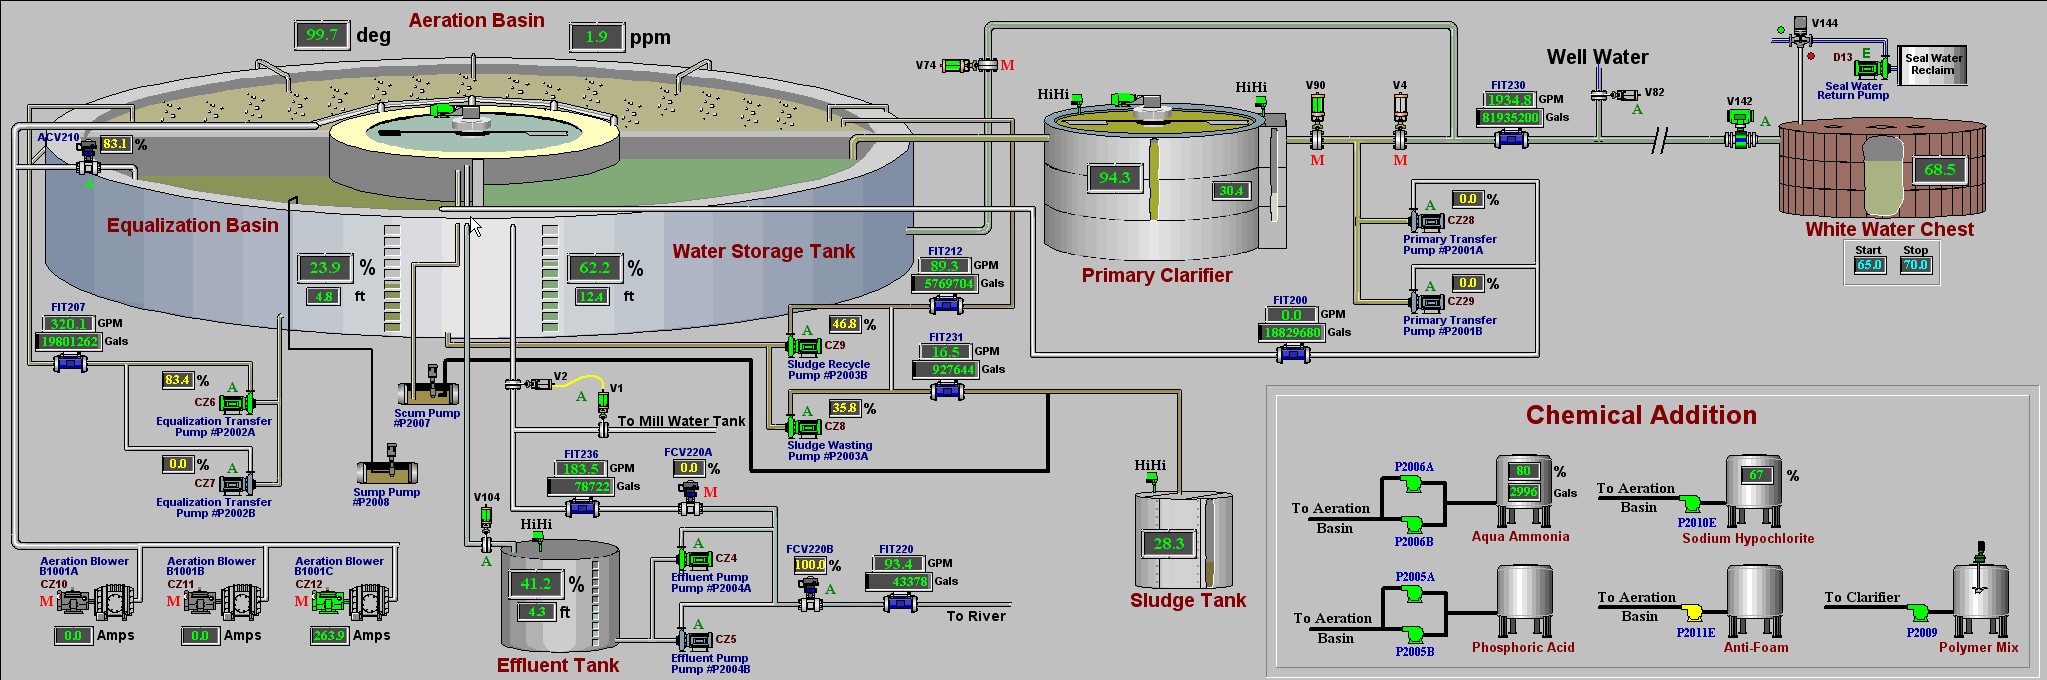 Aeration Basin
99.7 deg
1.9 ppm
ACV210
83.1 %
A
Equalization Basin
23.9 %
4.8 ft
62.2 %
12.4 ft
Water Storage Tank
V74
M
HiHi
HiHi
94.3
30.4
Primary Clarifier
V90
M
V4
M
FIT230
1934.8 GPM
81935200 Gals
Well Water
V82
A
V142
A
V144
D13
E
Seal Water
Return Pump
Seal Water
Reclaim
68.5
White Water Chest
Start
65.0
Stop
70.0
A
0.0 %
CZ28
Primary Transfer
Pump #P2001A
A
0.0 %
CZ29
Primary Transfer
Pump #P2001B
FIT200
0.0 GPM
18829680 Gals
FIT212
89.3 GPM
5769704 Gals
FIT207
320.1 GPM
19801262 Gals
83.4 %
A
CZ6
Equalization Transfer
Pump #P2002A
0.0 %
A
CZ7
Equalization Transfer
Pump #P2002B
Scum Pump
#P2007
Sump Pump
#P2008
A
46.8 %
CZ9
Sludge Recycle
Pump #P2003B
FIT231
16.5 GPM
927644 Gals
A
35.8 %
CZ8
Sludge Wasting
Pump #P2003A
V2
A
V1
To Mill Water Tank
FIT236
183.5 GPM
78722 Gals
FCV220A
0.0 %
M
V104
A
HiHi
41.2 %
4.3 ft
Effluent Tank
A
CZ4
Effluent Pump
Pump #P2004A
A
CZ5
Effluent Pump
Pump #P2004B
FCV220B
100.0 %
A
FIT220
93.4 GPM
43378 Gals
To River
HiHi
28.3
Sludge Tank
Aeration Blower
B1001A
CZ10
M
0.0 Amps
Aeration Blower
B1001B
CZ11
M
0.0 Amps
Aeration Blower
B1001C
CZ12
M
263.9 Amps
Chemical Addition
P2006A
To Aeration
Basin
P2006B
80 %
2996 Gals
Aqua Ammonia
To Aeration
Basin
P2010E
67 %
Sodium Hypochlorite
P2005A
To Aeration
Basin
P2005B
Phosphoric Acid
To Aeration
Basin
P2011E
Anti-Foam
To Clarifier
P2009
Polymer Mix